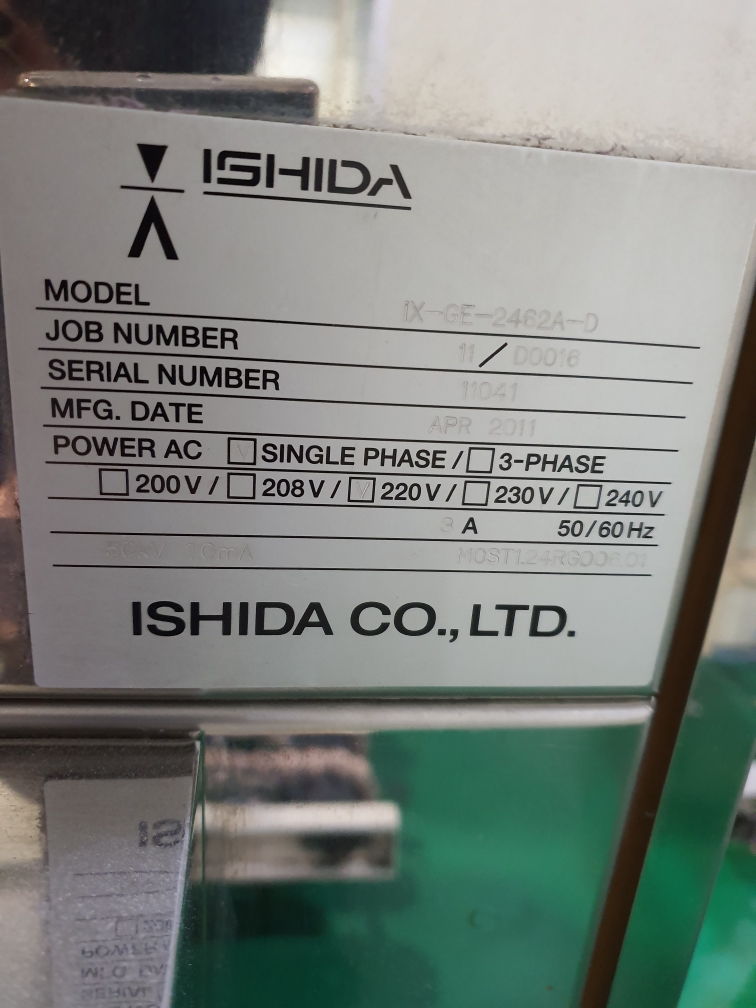 ISHIDA
MODEL IX-GE-2462A-D
JOB NUMBER 11/D0016
SERIAL NUMBER 11041
MFG. DATE APR 2011
POWER AC ☑SINGLE PHASE/☐3-PHASE
☐200V/☐208V/☑220V/☐230V/☐240V
3 A 50/60Hz
ISHIDA CO., LTD.